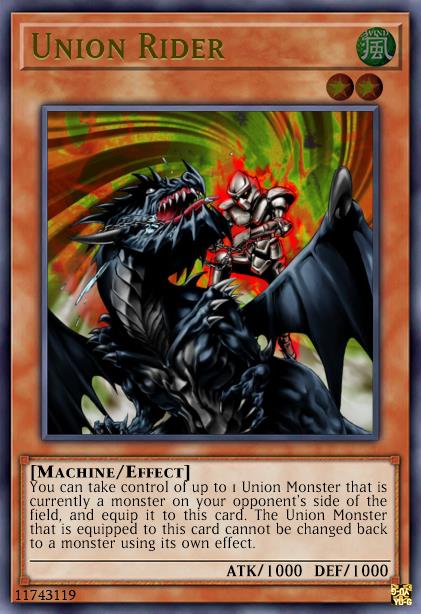 UNION RIDER
WIND
風
[MACHINE/EFFECT]
You can take control of up to 1 Union Monster that is
currently a monster on your opponent's side of the
field, and equip it to this card. The Union Monster
that is equipped to this card cannot be changed back
to a monster using its own effect.
ATK/1000 DEF/1000
11743119